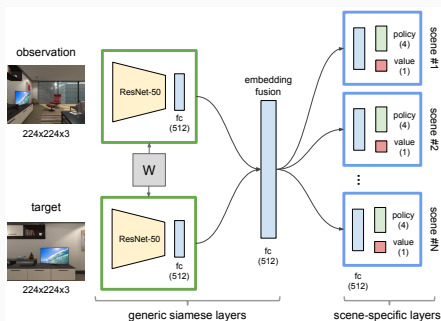 observation
224x224x3
ResNet-50
fc
(512)
W
target
224x224x3
ResNet-50
fc
(512)
embedding
fusion
fc
(512)
generic siamese layers
policy
(4)
value
(1)
scene #1
policy
(4)
value
(1)
scene #2
...
policy
(4)
value
(1)
scene #N
fc
(512)
scene-specific layers